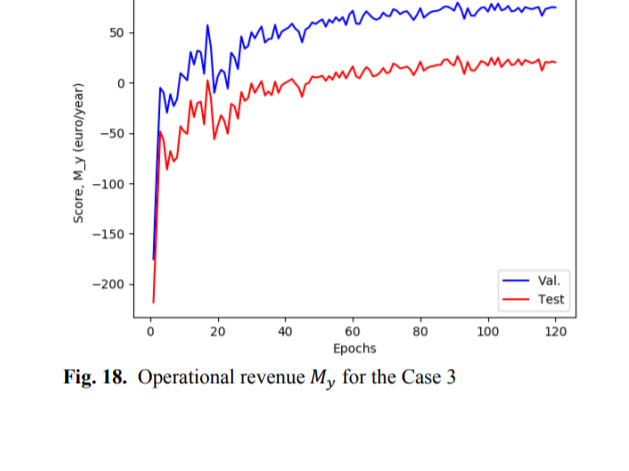 50
0
−50
−100
−150
−200
Score, M_y (euro/year)
Val.
Test
0 20 40 60 80 100 120
Epochs
Fig. 18. Operational revenue My for the Case 3